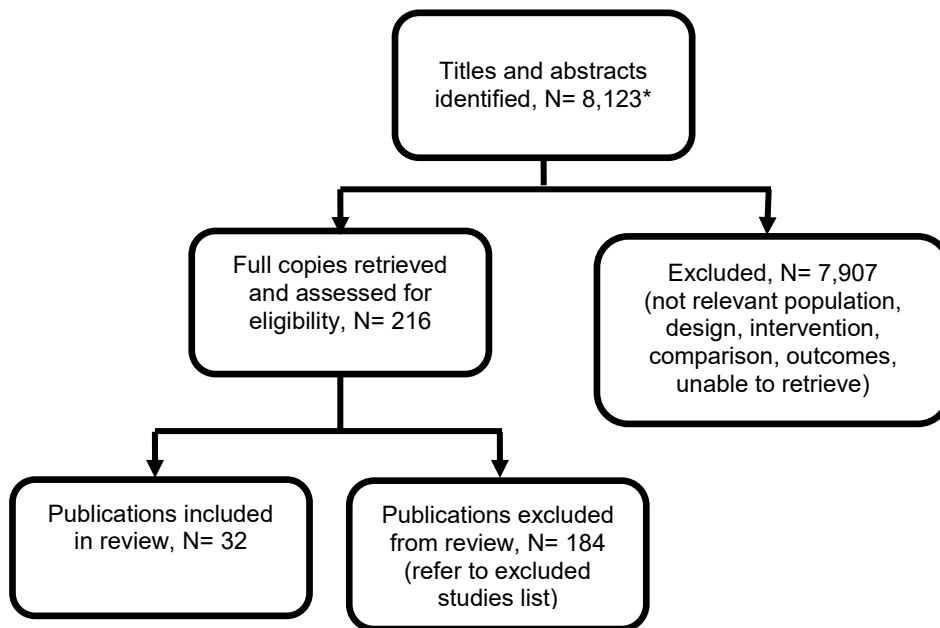 Titles and abstracts
identified, N= 8,123*
Full copies retrieved
and assessed for
eligibility, N= 216
Excluded, N= 7,907
(not relevant population,
design, intervention,
comparison, outcomes,
unable to retrieve)
Publications included
in review, N= 32
Publications excluded
from review, N= 184
(refer to excluded
studies list)